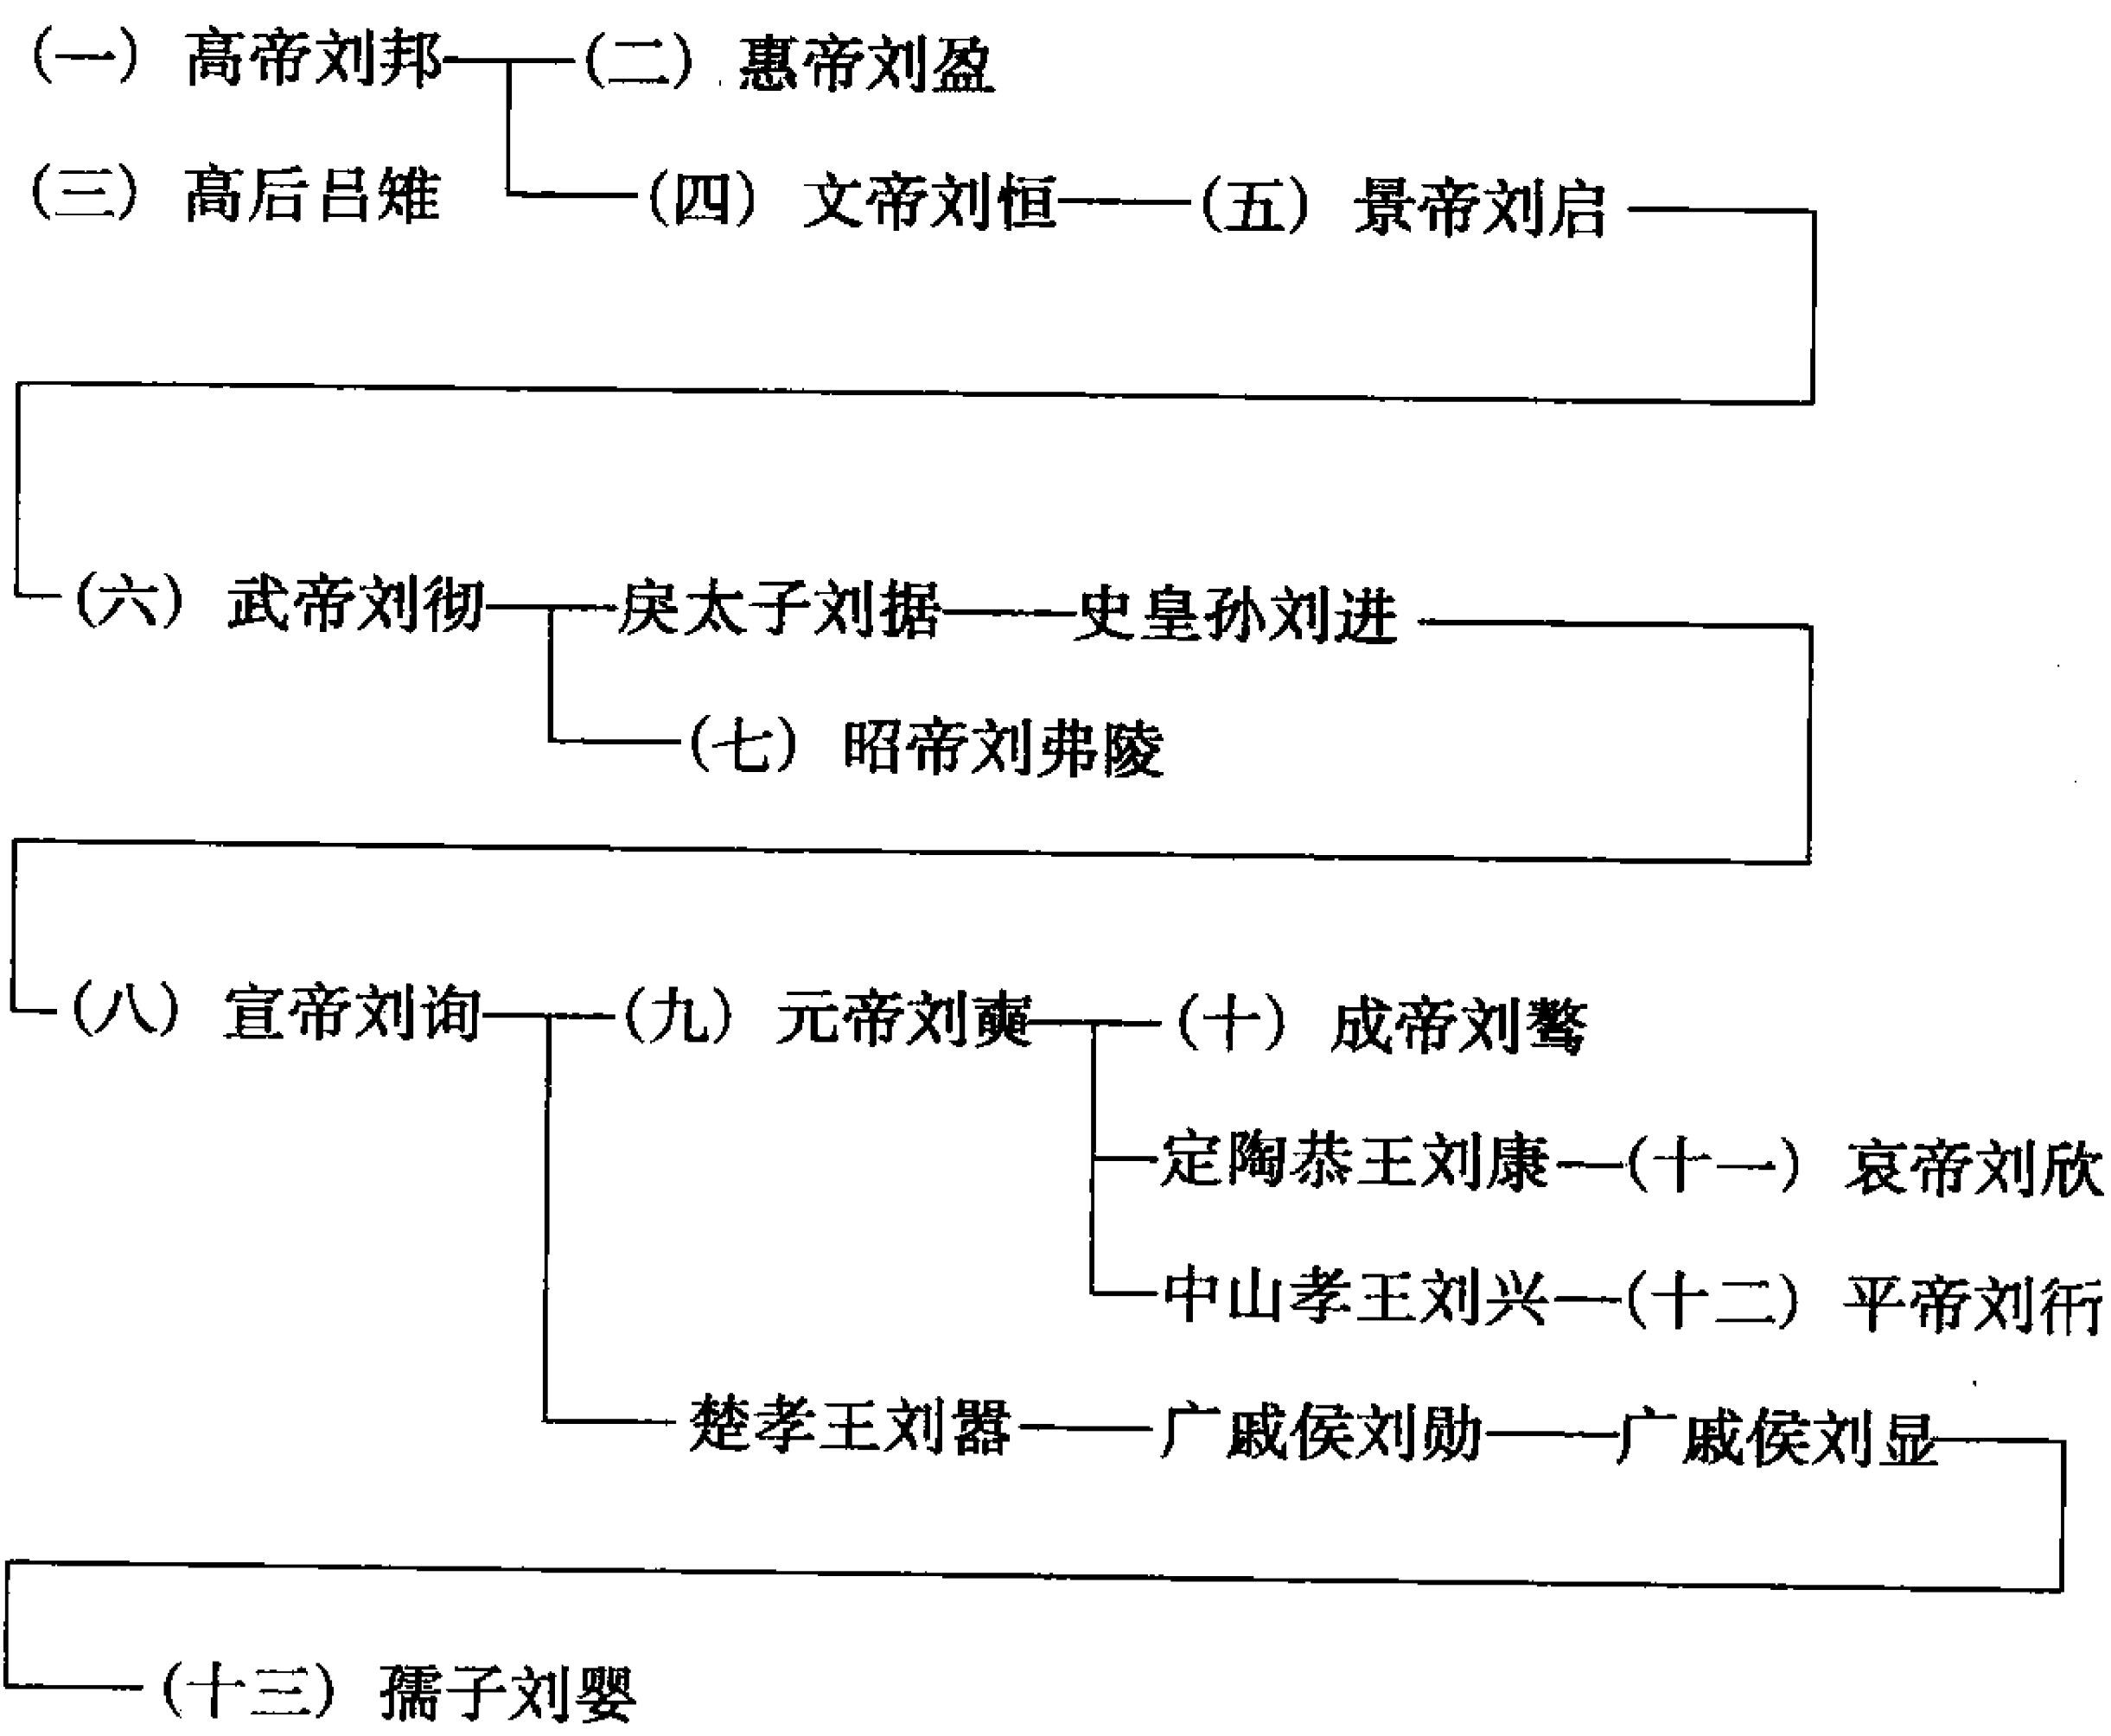 (一) 高帝刘邦 (二) 惠帝刘盈
(三) 高后吕雉 (四) 文帝刘恒 (五) 景帝刘启
(六) 武帝刘彻 戾太子刘据 史皇孙刘进
(七) 昭帝刘弗陵
(八) 宣帝刘询 (九) 元帝刘奭 (十) 成帝刘骜
定陶恭王刘康 (十一) 哀帝刘欣
中山孝王刘兴 (十二) 平帝刘衎
楚孝王刘嚣 广戚侯刘勋 广戚侯刘显
(十三) 孺子刘婴